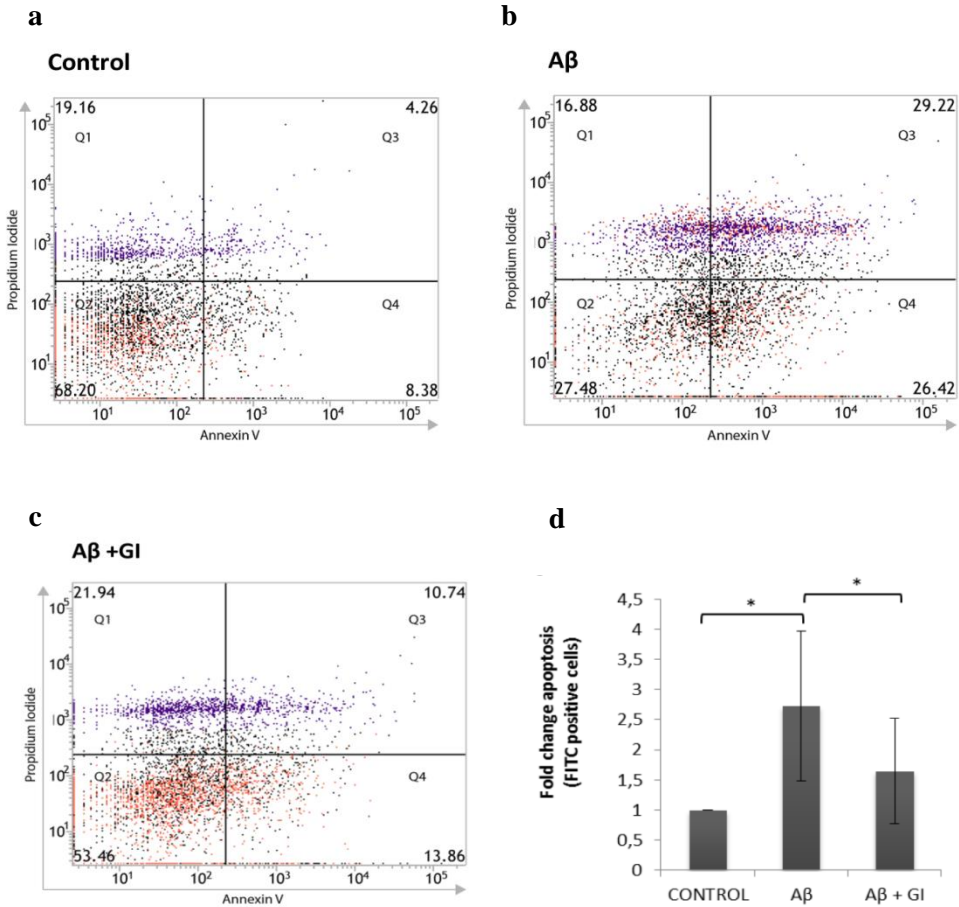 a
Control
19.16 4.26
Q1 Q3
10⁵
10⁴
10³
10²
10¹
Q2 Q4
68.20 8.38
10¹ 10² 10³ 10⁴ 10⁵
Propidium Iodide
Annexin V
b
Aβ
16.88 29.22
Q1 Q3
10⁵
10⁴
0³
10²
10¹
Q2 Q4
27.48 26.42
10¹ 10² 10³ 10⁴ 10⁵
Propidium Iodide
Annexin V
c
Aβ +GI
21.94 10.74
Q1 Q3
10⁵
10⁴
10³
10²
10¹
Q2 Q4
53.46 13.86
10¹ 10² 10³ 10⁴ 10⁵
Propidium Iodide
Annexin V
d
* *
Fold change apoptosis
(FITC positive cells)
4,5
4
3,5
3
2,5
2
1,5
1
0,5
0
CONTROL Aβ Aβ + GI